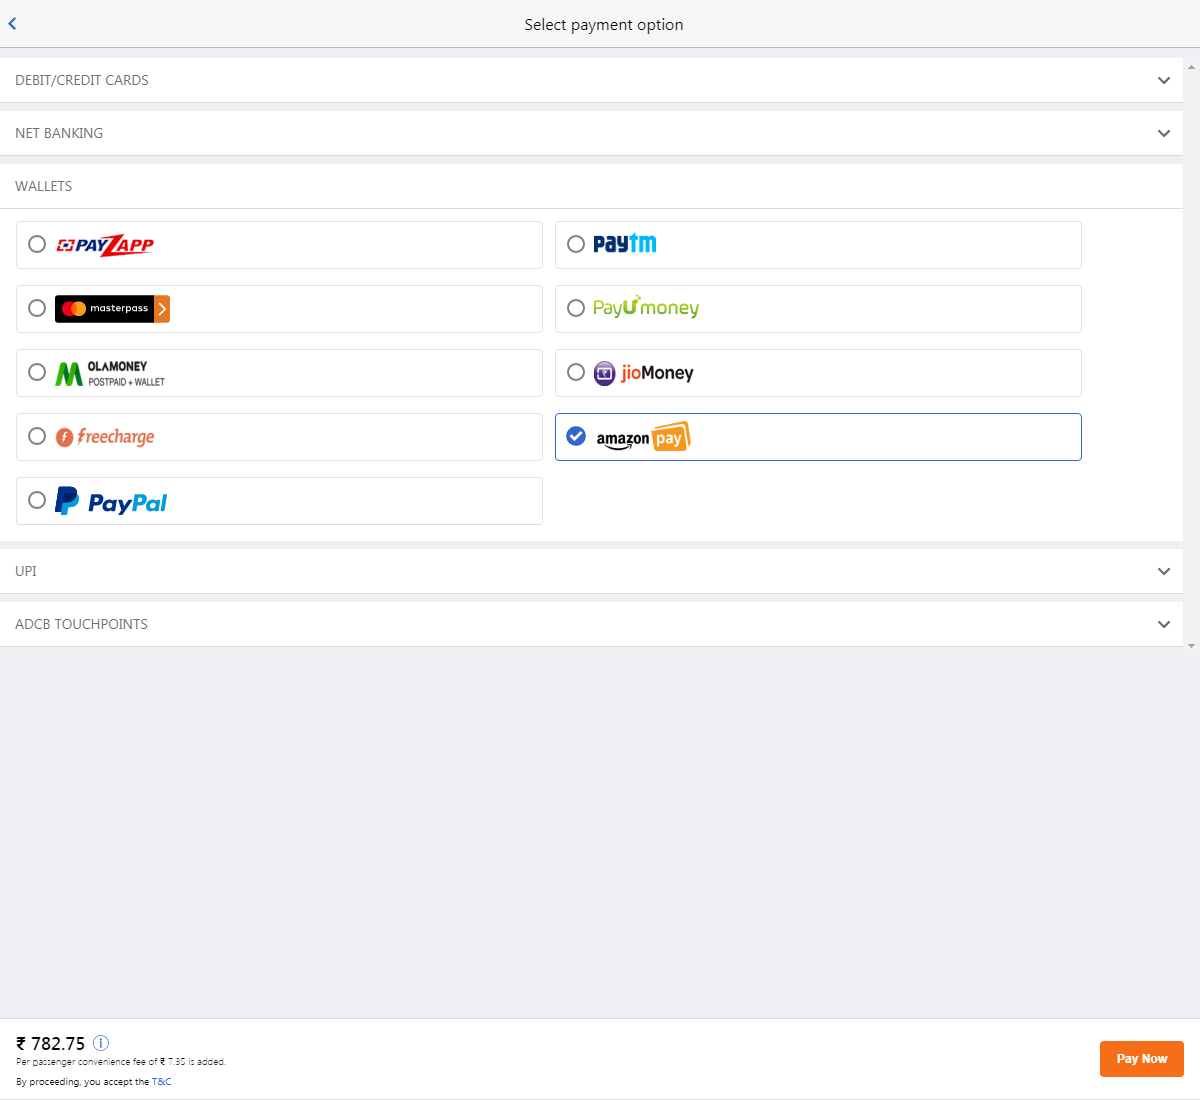 Select payment option
DEBIT/CREDIT CARDS
NET BANKING
WALLETS
PAYZAPP
paytm
masterpass
PayUmoney
OLAMONEY
POSTPAID + WALLET
jioMoney
freecharge
amazon pay
PayPal
UPI
ADCB TOUCHPOINTS
₹ 782.75
Per passenger convenience fee of ₹ 7.35 is added.
By proceeding, you accept the T&C
Pay Now